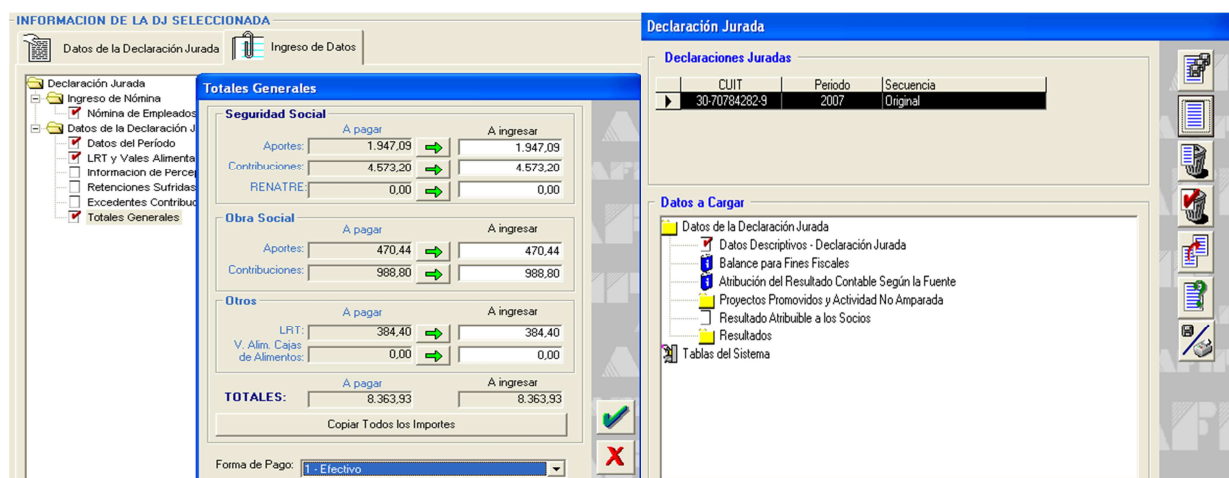 INFORMACION DE LA DJ SELECCIONADA
Datos de la Declaración Jurada
Ingreso de Datos
Declaración Jurada
Ingreso de Nómina
Nómina de Empleados
Datos de la Declaración J
Datos del Período
LRT y Vales Alimenta
Informacion de Percep
Retenciones Sufridas
Excedentes Contribuc
Totales Generales
Totales Generales
Seguridad Social
A pagar A ingresar
Aportes: 1.947,09 1.947,09
Contribuciones: 4.573,20 4.573,20
RENATRE: 0,00 0,00
Obra Social
A pagar A ingresar
Aportes: 470,44 470,44
Contribuciones: 988,80 988,80
Otros
A pagar A ingresar
LRT: 384,40 384,40
V. Alim. Cajas
de Alimentos: 0,00 0,00
A pagar A ingresar
TOTALES: 8.363,93 8.363,93
Copiar Todos los Importes
Forma de Pago: 1 - Efectivo
Declaración Jurada
Declaraciones Juradas
CUIT Periodo Secuencia
30-70784282-9 2007 Original
Datos a Cargar
Datos de la Declaración Jurada
Datos Descriptivos - Declaración Jurada
Balance para Fines Fiscales
Atribución del Resultado Contable Según la Fuente
Proyectos Promovidos y Actividad No Amparada
Resultado Atribuible a los Socios
Resultados
Tablas del Sistema